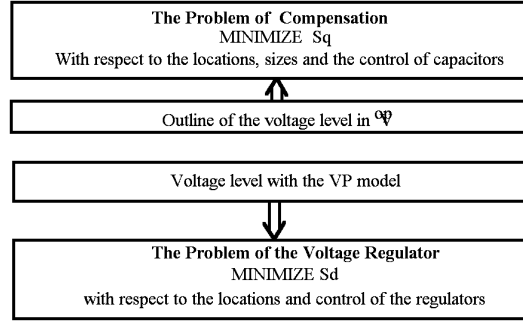 The Problem of Compensation
MINIMIZE Sq
With respect to the locations, sizes and the control of capacitors
Outline of the voltage level in
Voltage level with the VP model
The Problem of the Voltage Regulator
MINIMIZE Sd
with respect to the locations and control of the regulators